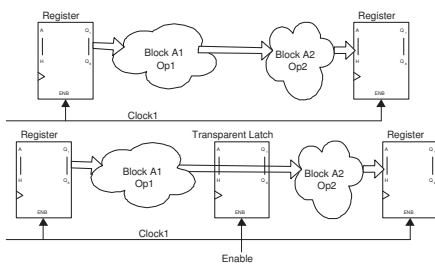 Register
Register
A
Q
H
Q
ENB
Block A1
Op1
Block A2
Op2
A
Q
H
Q
ENB
Clock1
Register
Transparent Latch
Register
A
Q
H
Q
ENB
Block A1
Op1
A
Q
H
Q
ENB
Block A2
Op2
A
Q
H
Q
ENB
Clock1
Enable